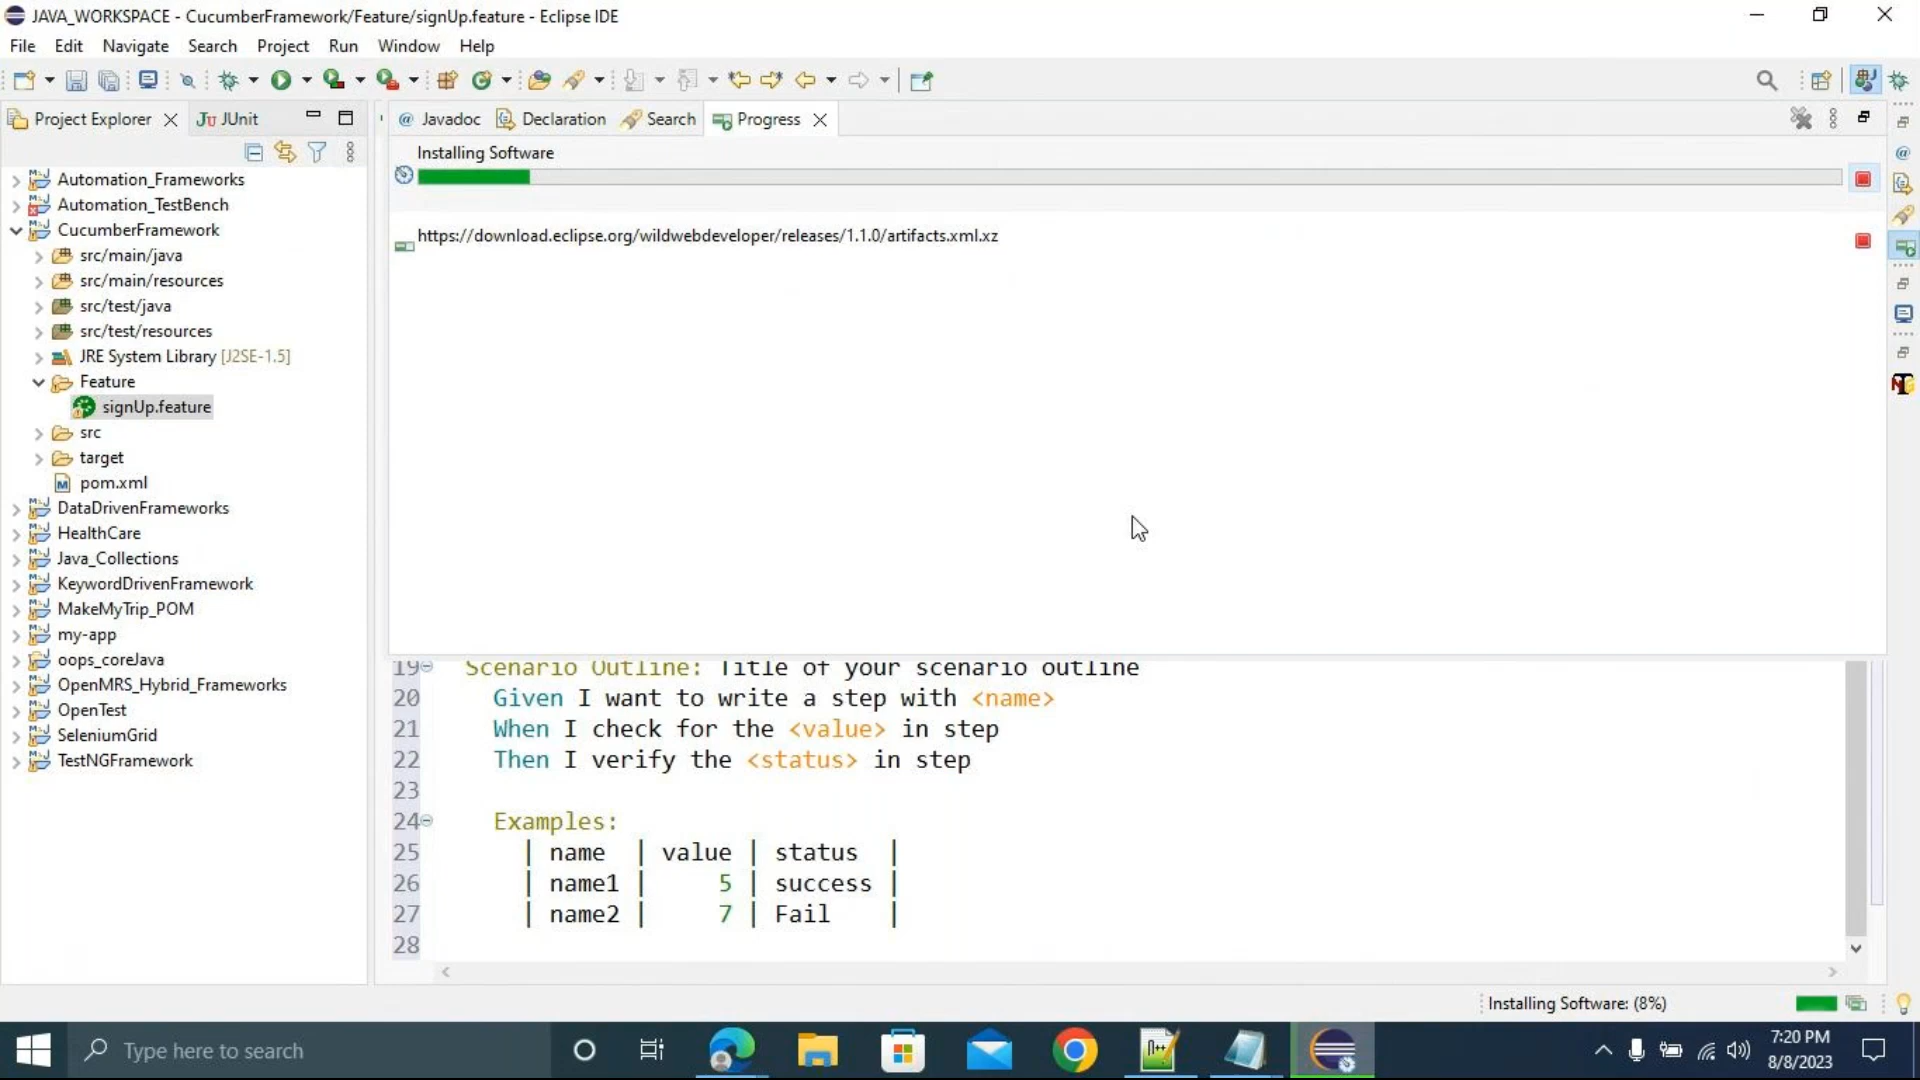 JAVA_WORKSPACE - CucumberFramework/Feature/signUp.feature - Eclipse IDE
File Edit Navigate Search Project Run Window Help
Project Explorer JUnit
Javadoc Declaration Search Progress
Installing Software
https://download.eclipse.org/wildwebdeveloper/releases/1.1.0/artifacts.xml.xz
Automation_Frameworks
Automation_TestBench
CucumberFramework
src/main/java
src/main/resources
src/test/java
src/test/resources
JRE System Library [J2SE-1.5]
Feature
signUp.feature
src
target
pom.xml
DataDrivenFrameworks
HealthCare
Java_Collections
KeywordDrivenFramework
MakeMyTrip_POM
my-app
oops_coreJava
OpenMRS_Hybrid_Frameworks
OpenTest
SeleniumGrid
TestNGFramework
19 Scenario Outline: Title of your scenario outline
20 Given I want to write a step with <name>
21 When I check for the <value> in step
22 Then I verify the <status> in step
23
24 Examples:
25 | name | value | status |
26 | name1 | 5 | success |
27 | name2 | 7 | Fail |
28
Installing Software: (8%)
Type here to search
7:20 PM
8/8/2023